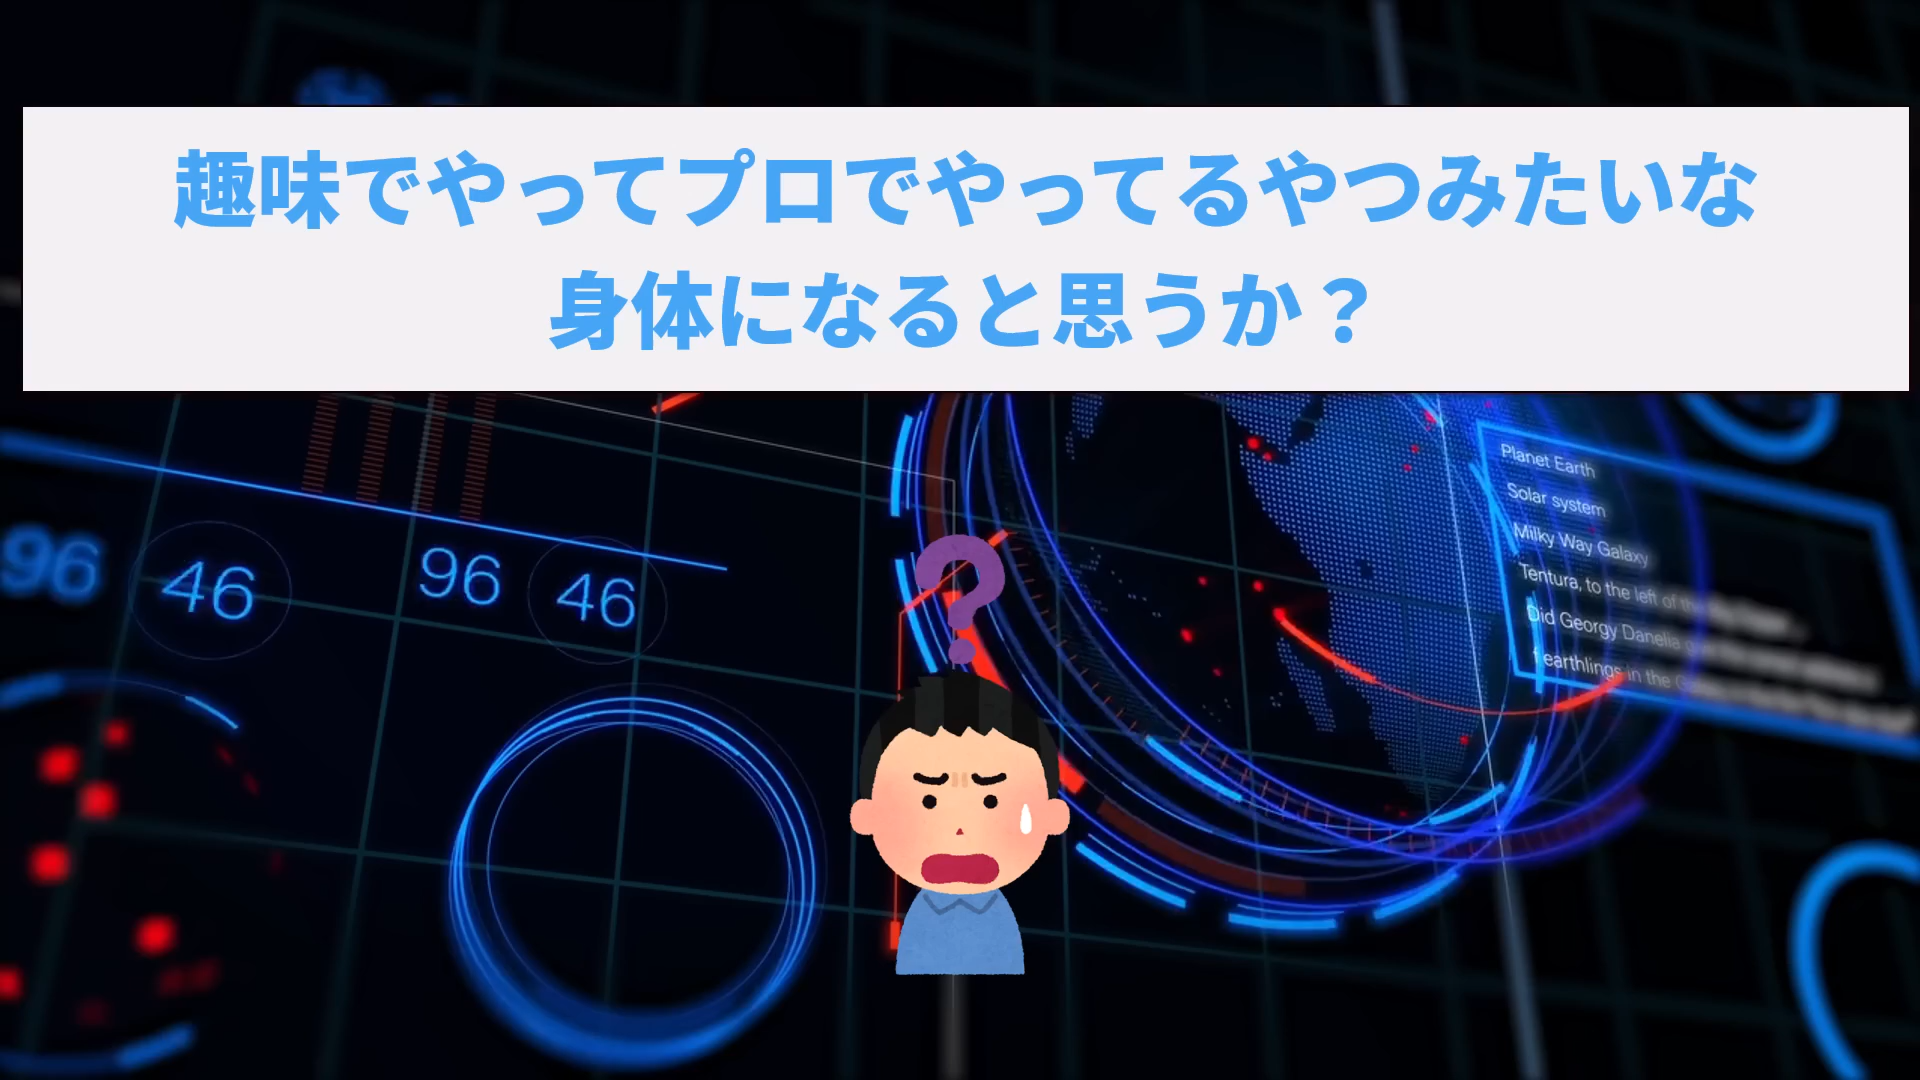 趣味でやってプロでやってるやつみたいな
身体になると思うか？
Planet Earth
Solar system
Milky Way Galaxy
Tentura, to the left of the
Did Georgy Danelia
earthlings in the
96
46
96
46